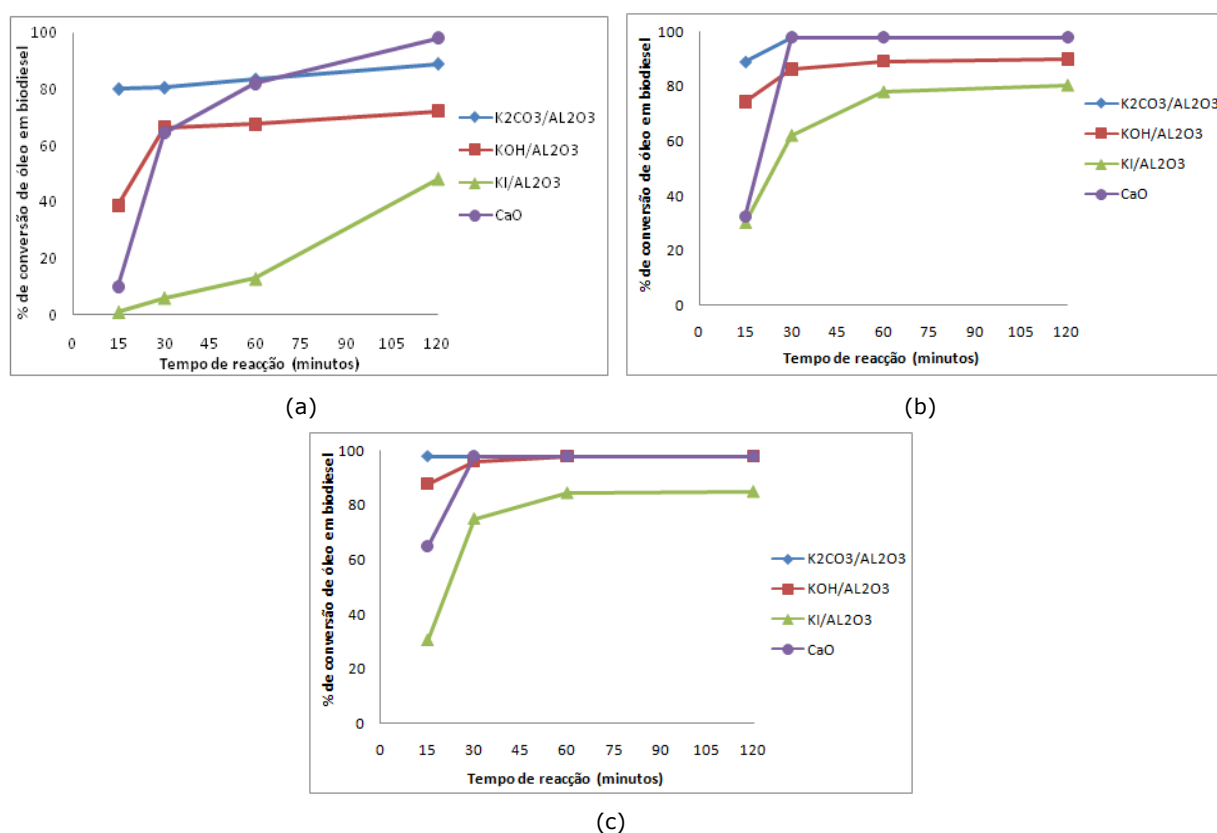 % de conversão de óleo em biodiesel
100
80
60
40
20
0
0 15 30 45 60 75 90 105 120
Tempo de reacção (minutos)
K2CO3/AL2O3
KOH/AL2O3
KI/AL2O3
CaO
(a)
% de conversão de óleo em biodiesel
100
80
60
40
20
0
0 15 30 45 60 75 90 105 120
Tempo de reacção (minutos)
K2CO3/AL2O3
KOH/AL2O3
KI/AL2O3
CaO
(b)
% de conversão de óleo em biodiesel
100
80
60
40
20
0
0 15 30 45 60 75 90 105 120
Tempo de reacção (minutos)
K2CO3/AL2O3
KOH/AL2O3
KI/AL2O3
CaO
(c)